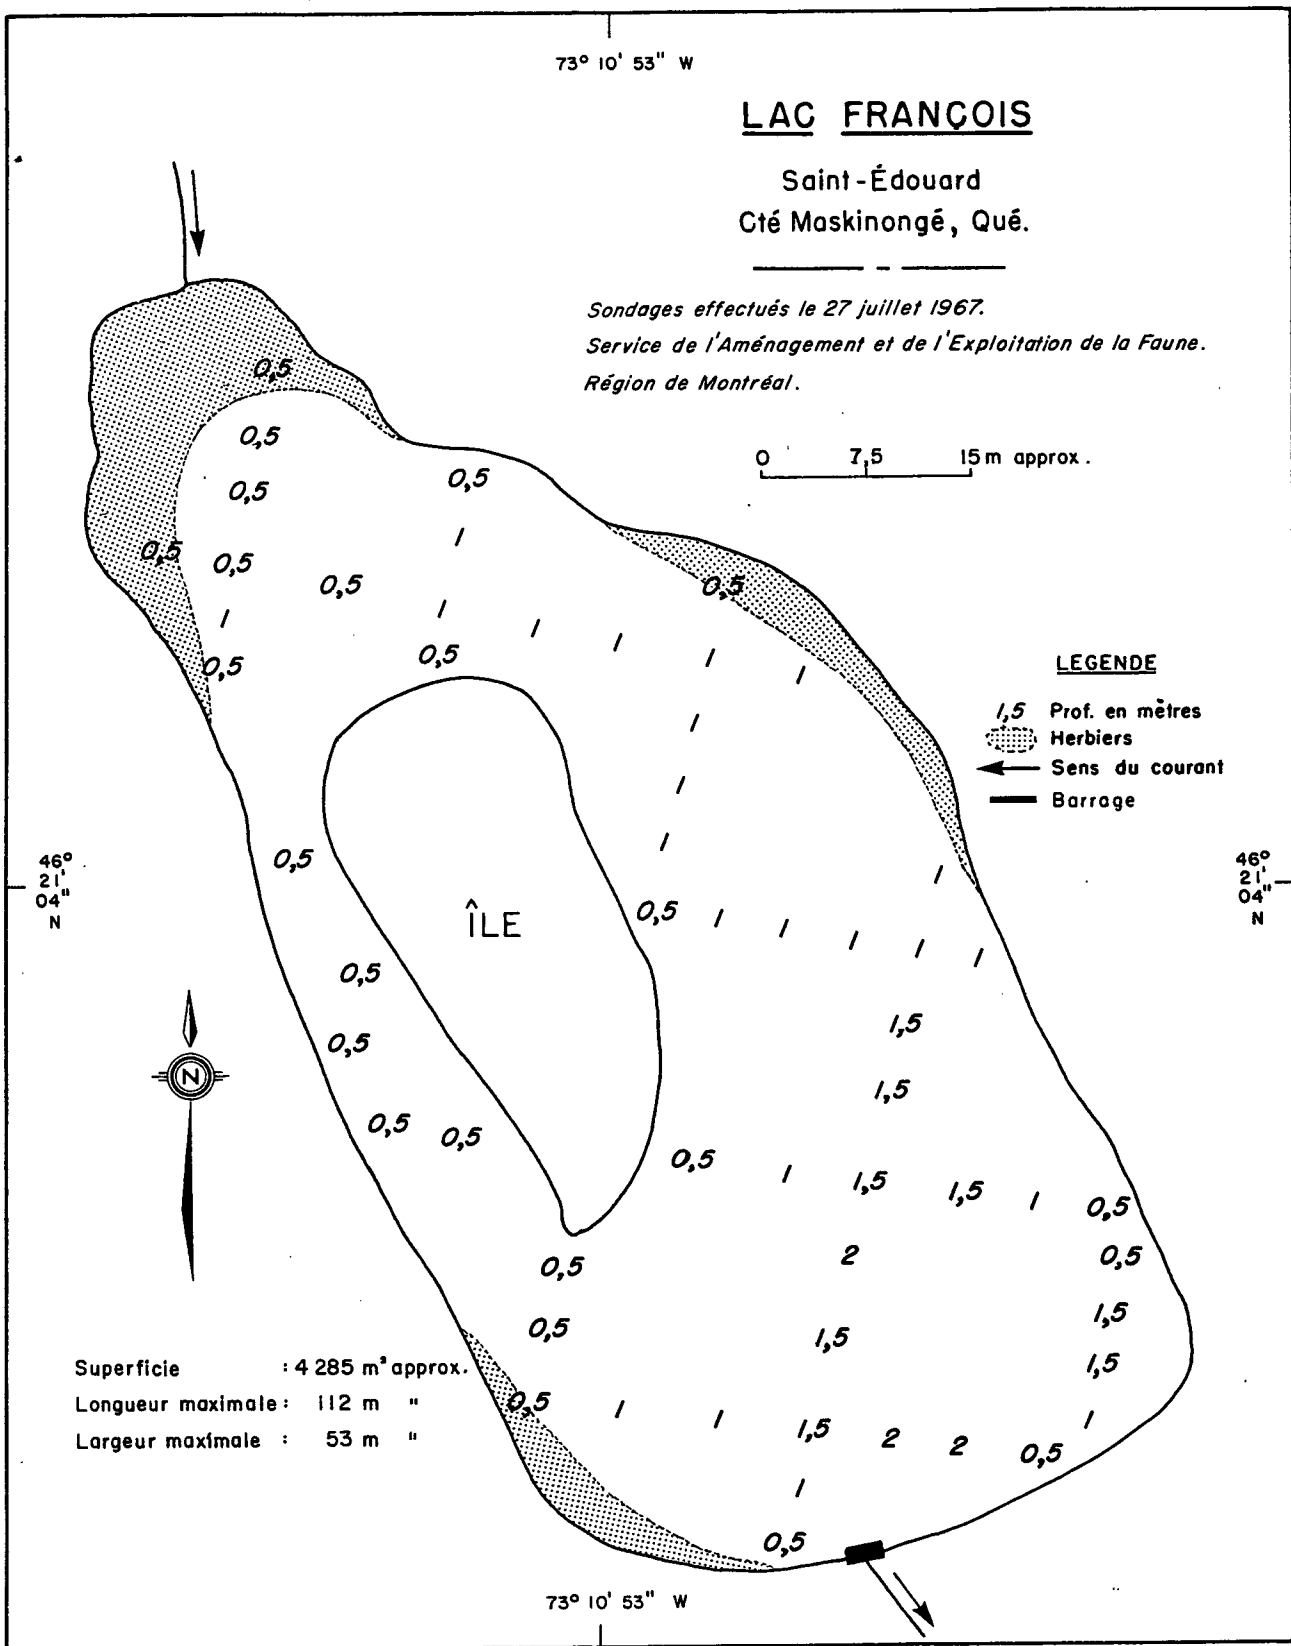 73° 10' 53" W
LAC FRANÇOIS
Saint-Édouard
Cté Maskinongé, Qué.
Sondages effectués le 27 juillet 1967.
Service de l'Aménagement et de l'Exploitation de la Faune.
Région de Montréal.
0 7,5 15 m approx.
0,5
0,5
0,5 0,5
1
0,5 0,5 0,5 0,5
1 1 1 1
0,5 0,5 1 1
1
1
1
0,5
0,5 1 1 1 1 1
1
0,5
1,5
0,5
1,5
0,5 0,5
0,5 1 1,5 1,5 1 0,5
0,5 2 0,5
0,5 1,5 1,5
1,5
0,5 1 1 1,5 2 2 0,5 1
1
0,5
ÎLE
LEGENDE
1,5 Prof. en mètres
Herbiers
Sens du courant
Barrage
46°
21'
04"
N
46°
21'
04"
N
N
Superficie : 4 285 m² approx.
Longueur maximale : 112 m "
Largeur maximale : 53 m "
73° 10' 53" W